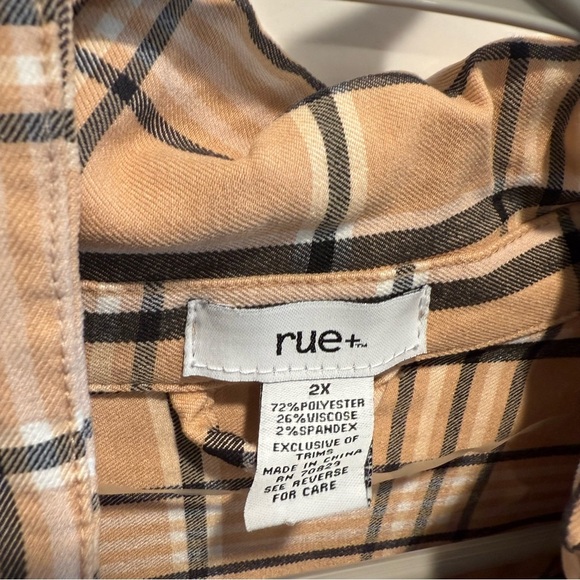 rue+™
2X
72%POLYESTER
26%VISCOSE
2%SPANDEX
EXCLUSIVE OF
TRIMS
MADE IN CHINA
RN 70829
SEE REVERSE
FOR CARE